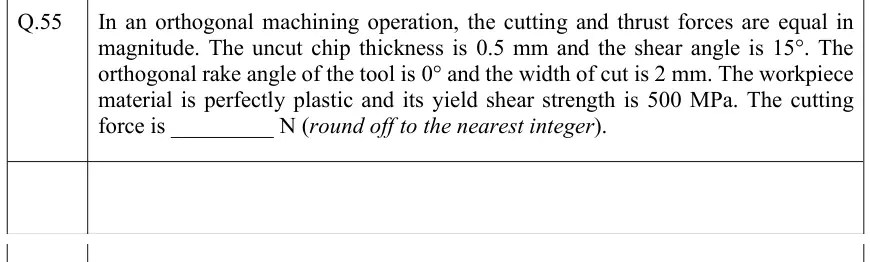 Q.55 In an orthogonal machining operation, the cutting and thrust forces are equal in
magnitude. The uncut chip thickness is 0.5 mm and the shear angle is 15°. The
orthogonal rake angle of the tool is 0° and the width of cut is 2 mm. The workpiece
material is perfectly plastic and its yield shear strength is 500 MPa. The cutting
force is __________ N (round off to the nearest integer).